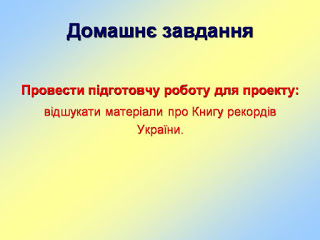 Домашнє завдання
Провести підготовчу роботу для проекту:
відшукати матеріали про Книгу рекордів
України.